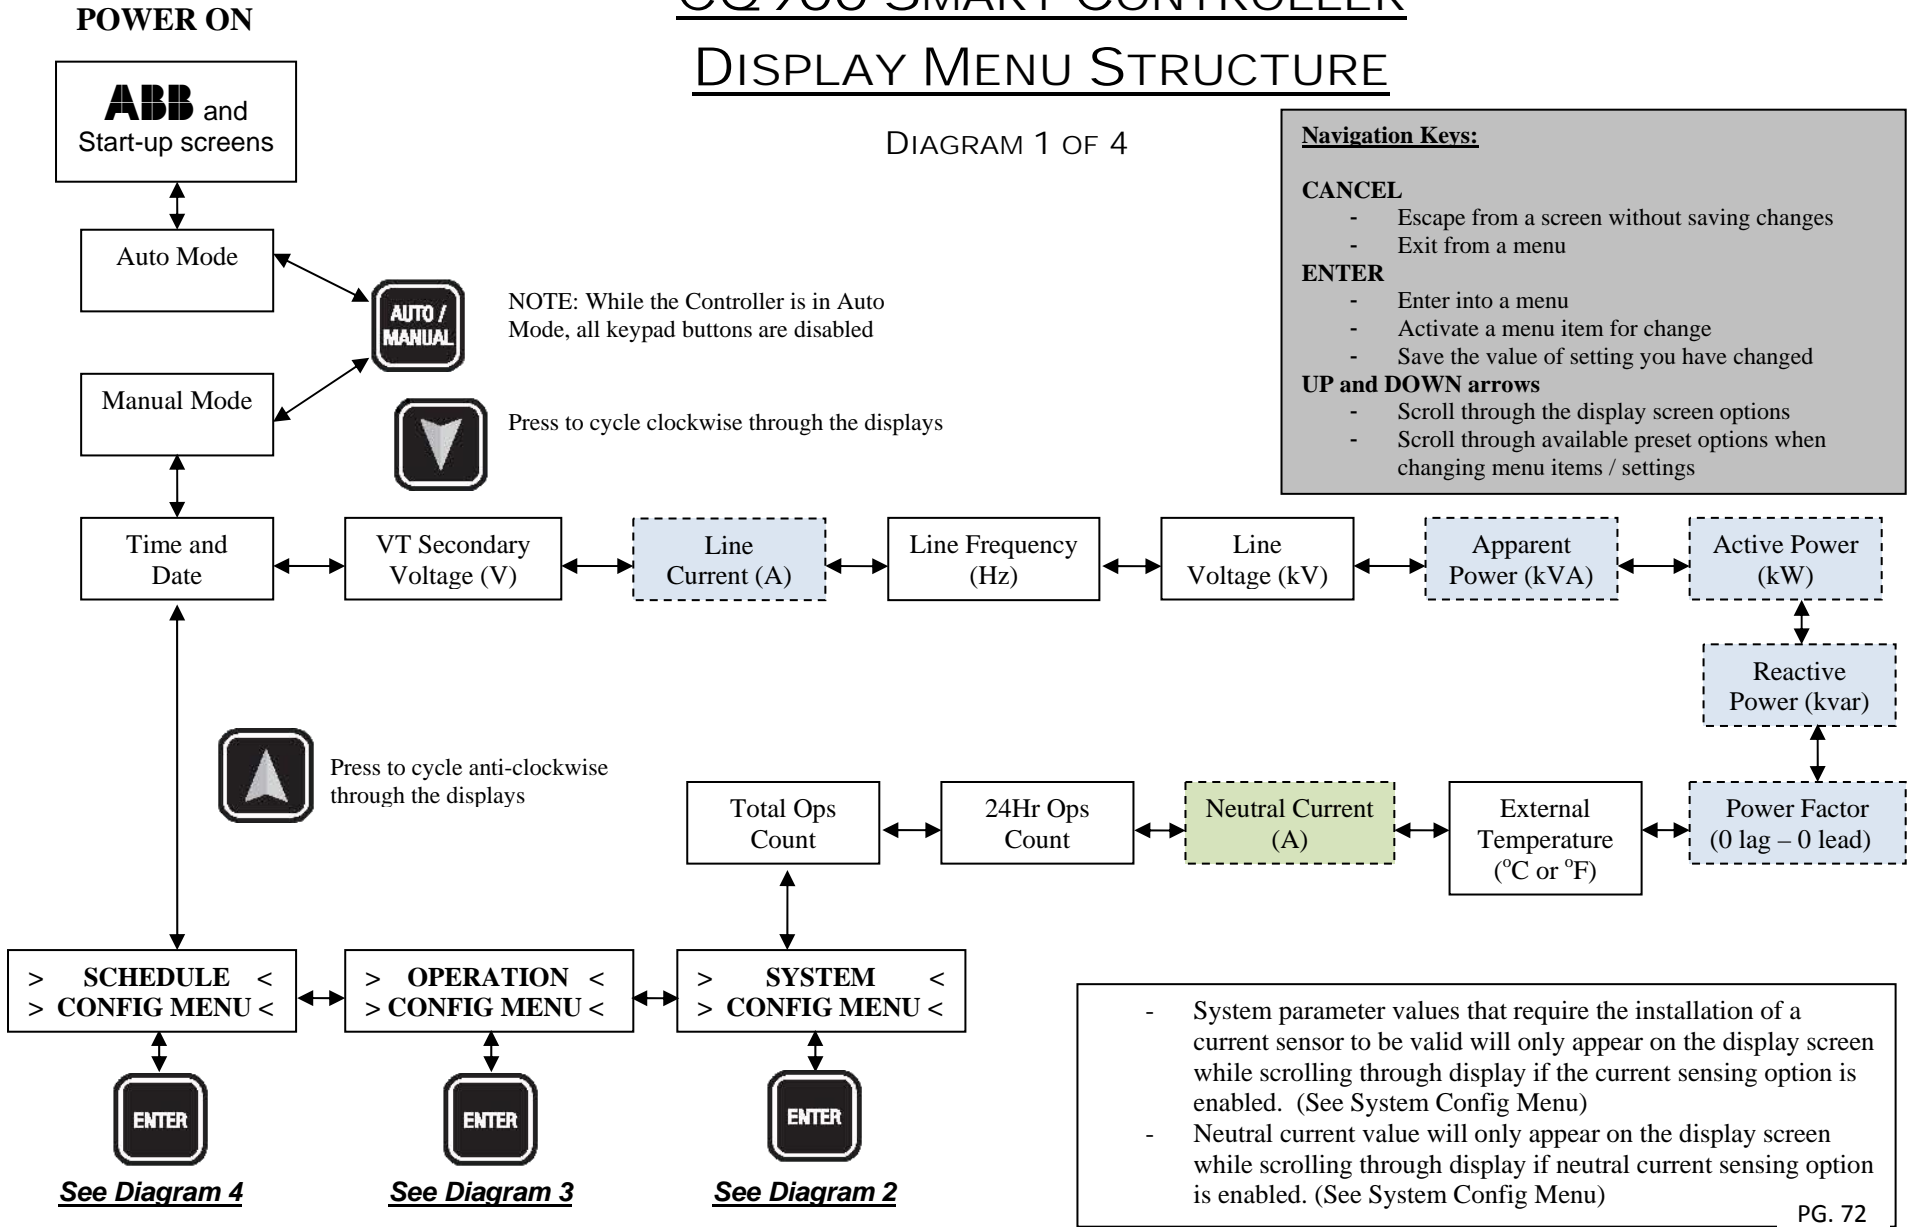 POWER ON
CQ900 SMART CONTROLLER
DISPLAY MENU STRUCTURE
DIAGRAM 1 OF 4
ABB and
Start-up screens
Auto Mode
AUTO /
MANUAL
NOTE: While the Controller is in Auto
Mode, all keypad buttons are disabled
Manual Mode
Press to cycle clockwise through the displays
Navigation Keys:
CANCEL
- Escape from a screen without saving changes
- Exit from a menu
ENTER
- Enter into a menu
- Activate a menu item for change
- Save the value of setting you have changed
UP and DOWN arrows
- Scroll through the display screen options
- Scroll through available preset options when
changing menu items / settings
Time and
Date
VT Secondary
Voltage (V)
Line
Current (A)
Line Frequency
(Hz)
Line
Voltage (kV)
Apparent
Power (kVA)
Active Power
(kW)
Reactive
Power (kvar)
Press to cycle anti-clockwise
through the displays
Total Ops
Count
24Hr Ops
Count
Neutral Current
(A)
External
Temperature
(°C or °F)
Power Factor
(0 lag – 0 lead)
> SCHEDULE <
> CONFIG MENU <
> OPERATION <
> CONFIG MENU <
> SYSTEM <
> CONFIG MENU <
ENTER
ENTER
ENTER
See Diagram 4
See Diagram 3
See Diagram 2
- System parameter values that require the installation of a
current sensor to be valid will only appear on the display screen
while scrolling through display if the current sensing option is
enabled. (See System Config Menu)
- Neutral current value will only appear on the display screen
while scrolling through display if neutral current sensing option
is enabled. (See System Config Menu)
PG. 72